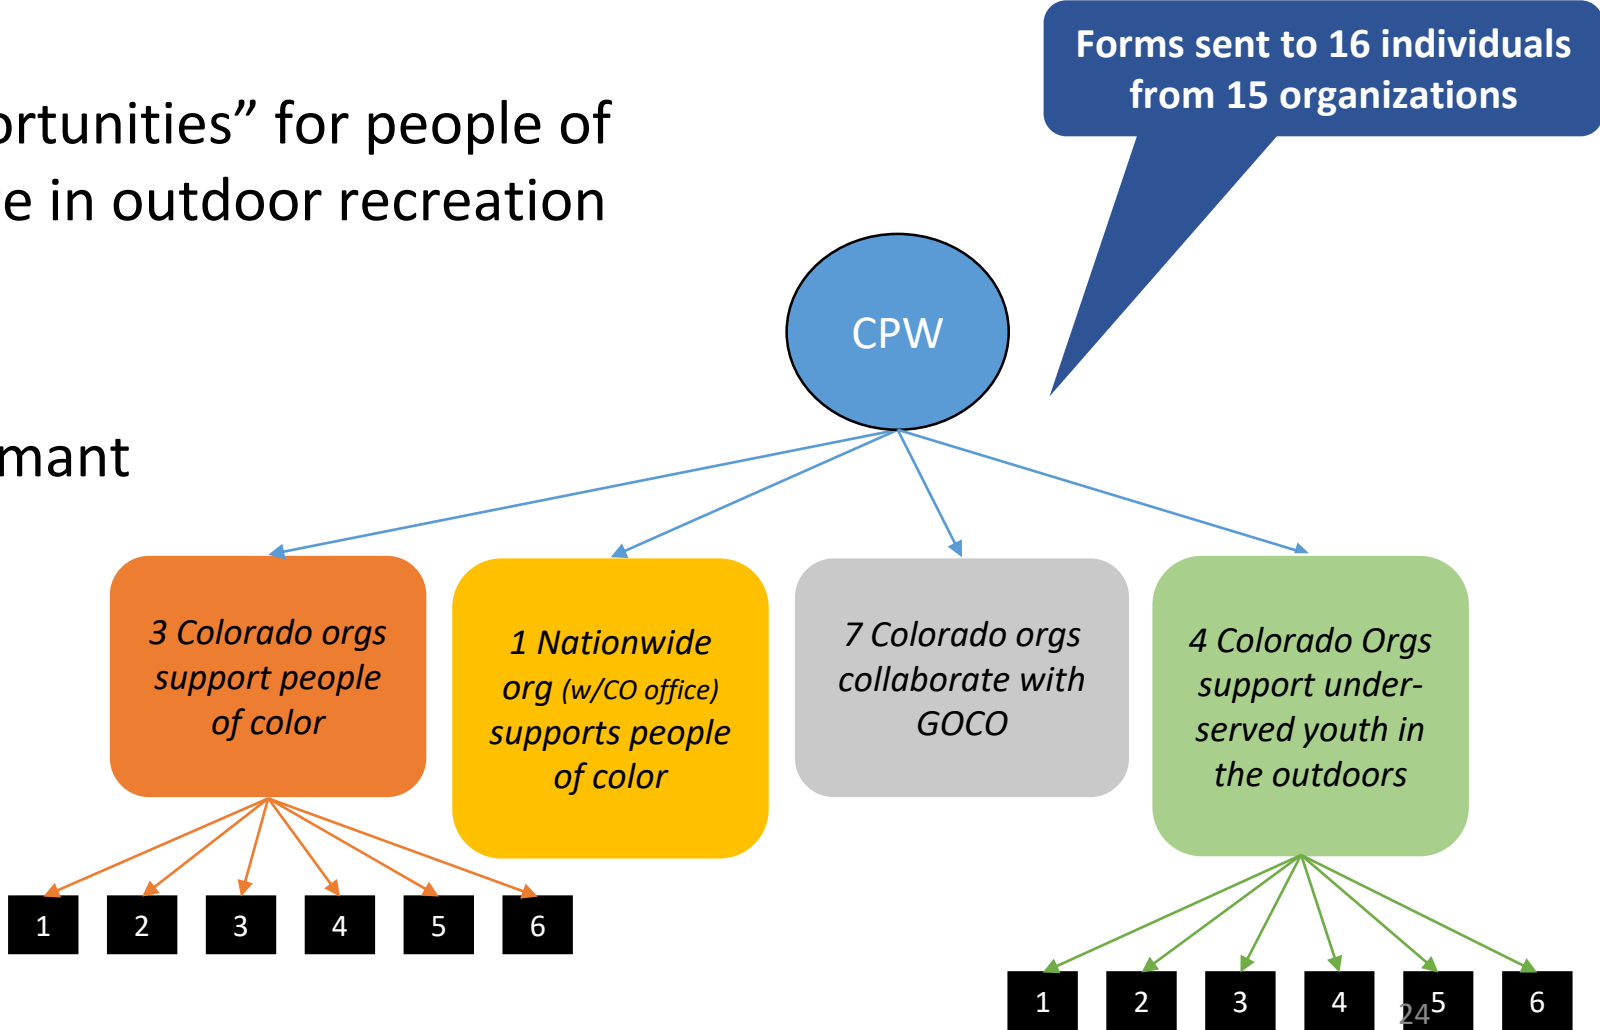 Forms sent to 16 individuals
from 15 organizations
ortunities” for people of
e in outdoor recreation
CPW
mant
3 Colorado orgs
support people
of color
1 Nationwide
org (w/CO office)
supports people
of color
7 Colorado orgs
collaborate with
GOCO
4 Colorado Orgs
support under-
served youth in
the outdoors
1 2 3 4 5 6
1 2 3 4 5 6
24